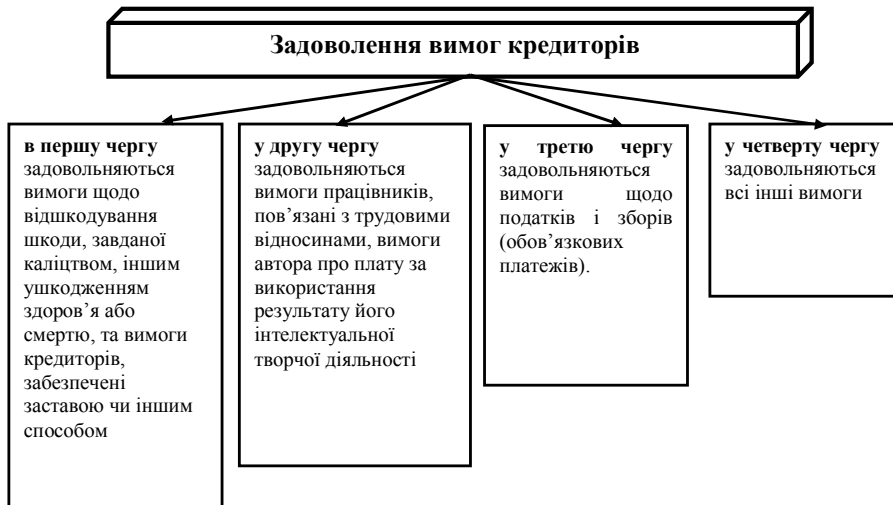 Задоволення вимог кредиторів
в першу чергу
задовольняються
вимоги щодо
відшкодування
шкоди, завданої
каліцтвом, іншим
ушкодженням
здоров’я або
смертю, та вимоги
кредиторів,
забезпечені
заставою чи іншим
способом
у другу чергу
задовольняються
вимоги працівників,
пов’язані з трудовими
відносинами, вимоги
автора про плату за
використання
результату його
інтелектуальної
творчої діяльності
у третю чергу
задовольняються
вимоги щодо
податків і зборів
(обов’язкових
платежів).
у четверту чергу
задовольняються
всі інші вимоги